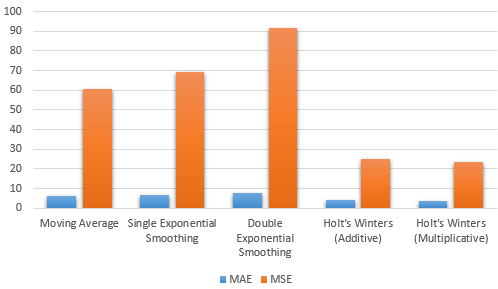 100
90
80
70
60
50
40
30
20
10
0
Moving Average
Single Exponential
Smoothing
Double
Exponential
Smoothing
Holt's Winters
(Additive)
Holt's Winters
(Multiplicative)
MAE
MSE